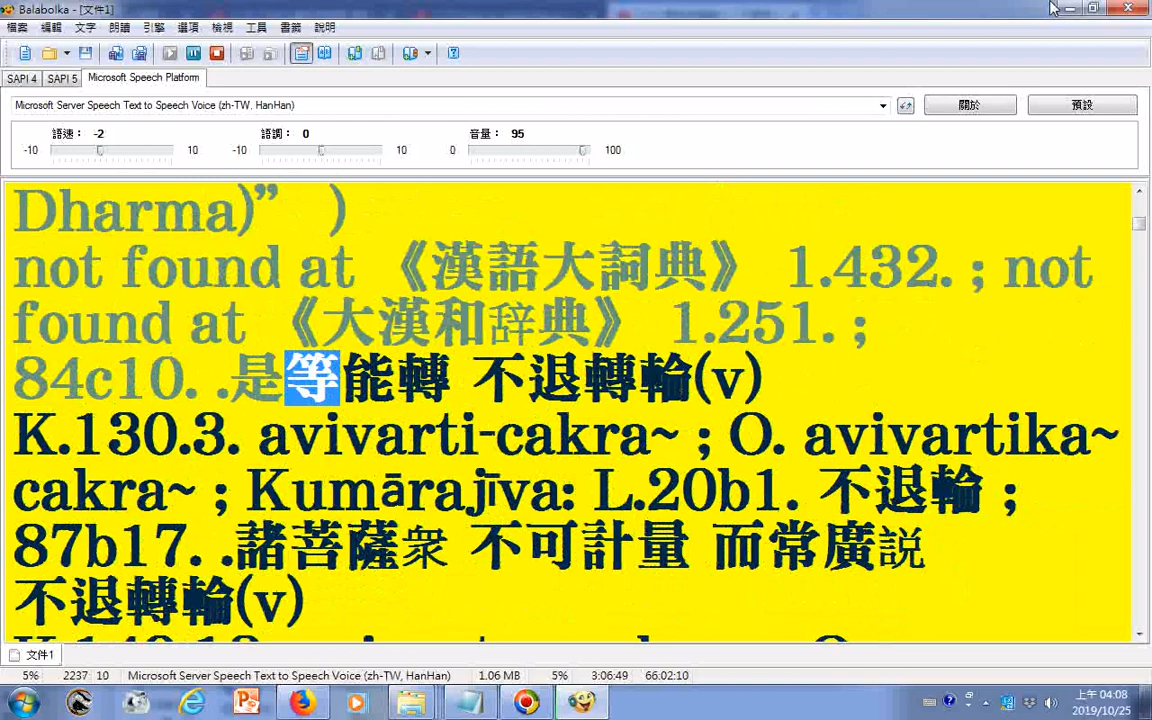 Balabolka - [文件1]
檔案 編輯 文字 朗讀 引擎 選項 檢視 工具 書籤 說明
SAPI 4 SAPI 5 Microsoft Speech Platform
Microsoft Server Speech Text to Speech Voice (zh-TW, HanHan) 關於 預設
語速： -2 語調： 0 音量： 95
-10 10 -10 10 0 100
Dharma)” )
not found at 《漢語大詞典》 1.432. ; not
found at 《大漢和辞典》 1.251. ;
84c10. .是等能轉 不退轉輪(v)
K.130.3. avivarti-cakra~ ; O. avivartika~
cakra~ ; Kumārajīva: L.20b1. 不退輪 ;
87b17. .諸菩薩衆 不可計量 而常廣説
不退轉輪(v)
文件1
5% 2237 10 Microsoft Server Speech Text to Speech Voice (zh-TW, HanHan) 1.06 MB 5% 3:06:49 66:02:10
上午 04:08
2019/10/25